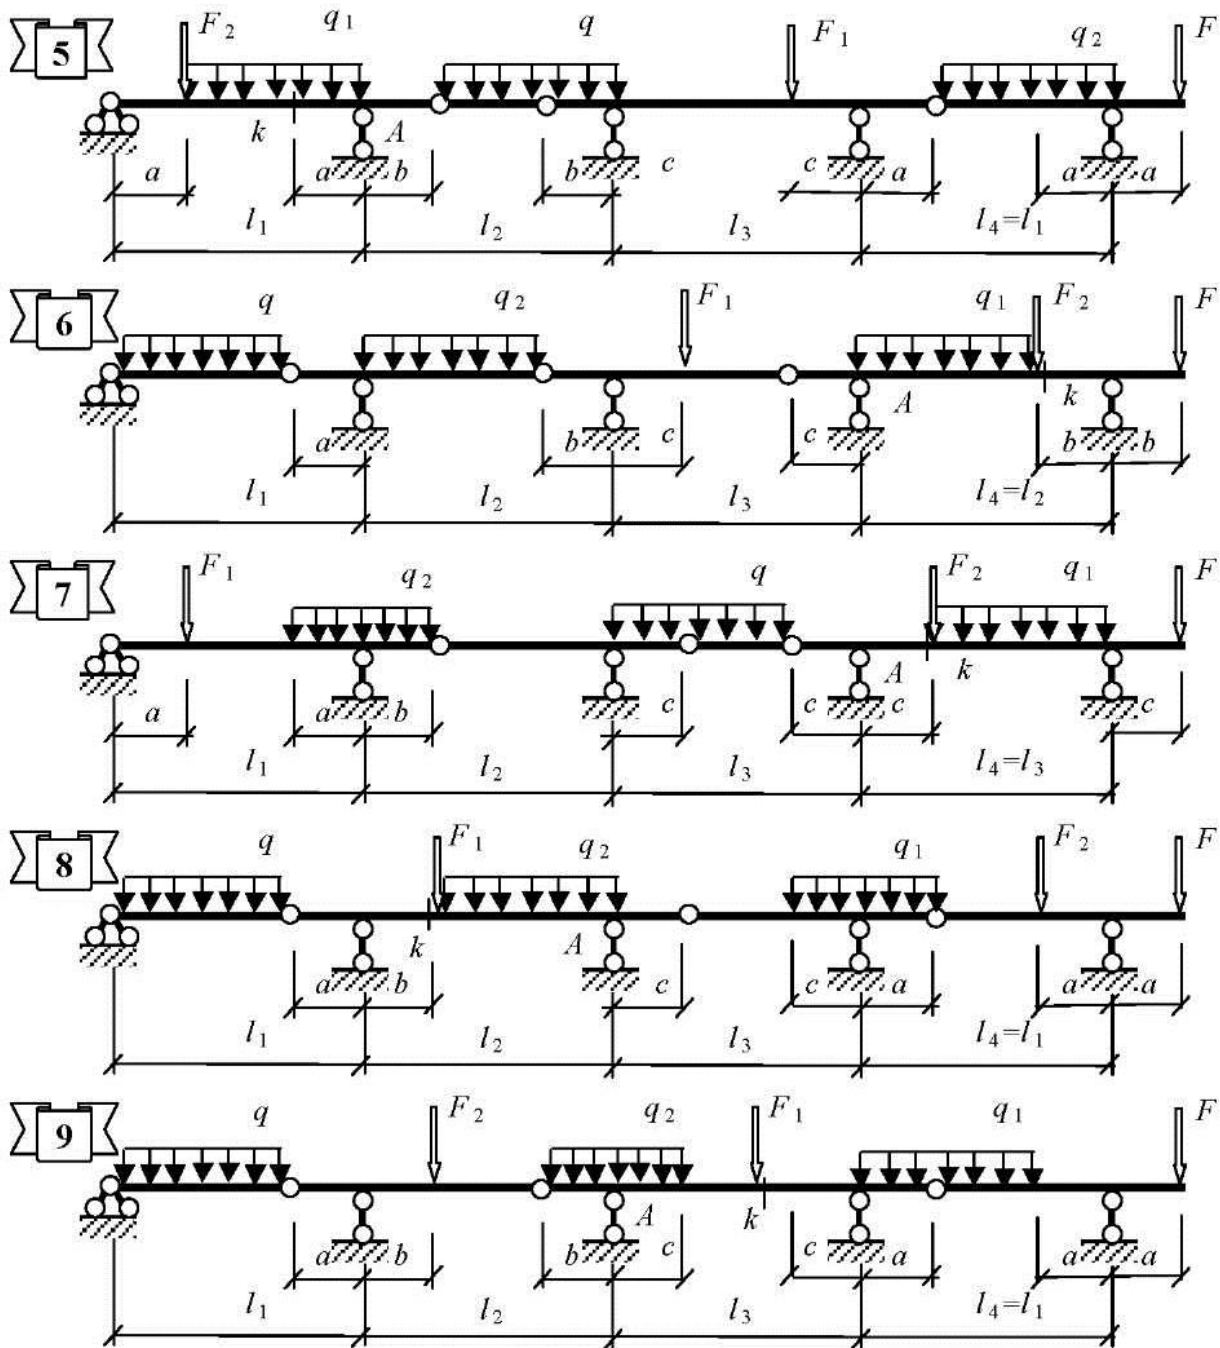 5 F₂ q₁ q F₁ q₂ F
k A
a a b b c c a a a
l₁ l₂ l₃ l₄=l₁
6 q q₂ F₁ q₁ F₂ F
A k
a b c c b b
l₁ l₂ l₃ l₄=l₂
7 F₁ q₂ q F₂ q₁ F
A k
a a b c c c c
l₁ l₂ l₃ l₄=l₃
8 q F₁ q₂ q₁ F₂ F
k A
a b c c a a a
l₁ l₂ l₃ l₄=l₁
9 q F₂ q₂ F₁ q₁ F
A k
a b b c c a a a
l₁ l₂ l₃ l₄=l₁